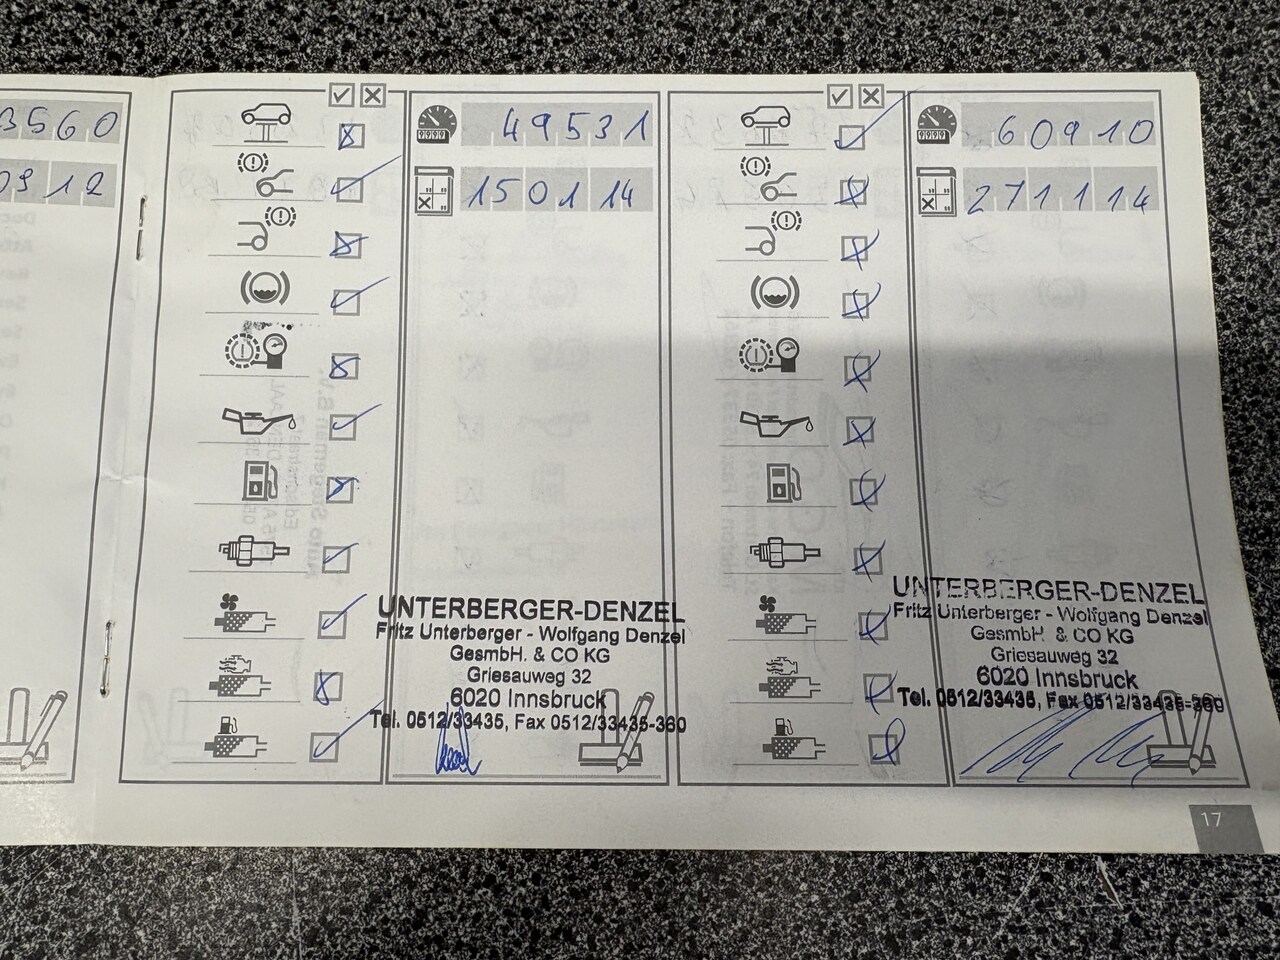 3560
0912
49531
150114
UNTERBERGER-DENZEL
Fritz Unterberger - Wolfgang Denzel
GesmbH. & CO KG
Griesauweg 32
6020 Innsbruck
Tel. 0512/33435, Fax 0512/33435-360
60910
271114
UNTERBERGER-DENZEL
Fritz Unterberger - Wolfgang Denzel
GesmbH. & CO KG
Griesauweg 32
6020 Innsbruck
Tel. 0512/33435, Fax 0512/33435-360
17